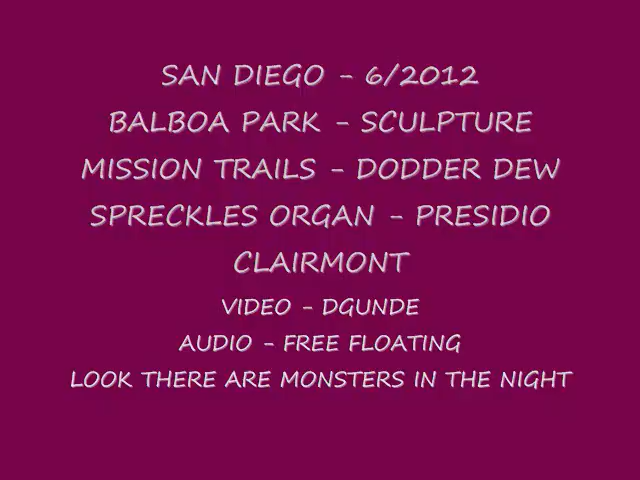 SAN DIEGO - 6/2012
BALBOA PARK - SCULPTURE
MISSION TRAILS - DODDER DEW
SPRECKLES ORGAN - PRESIDIO
CLAIRMONT
VIDEO - DGUNDE
AUDIO - FREE FLOATING
LOOK THERE ARE MONSTERS IN THE NIGHT